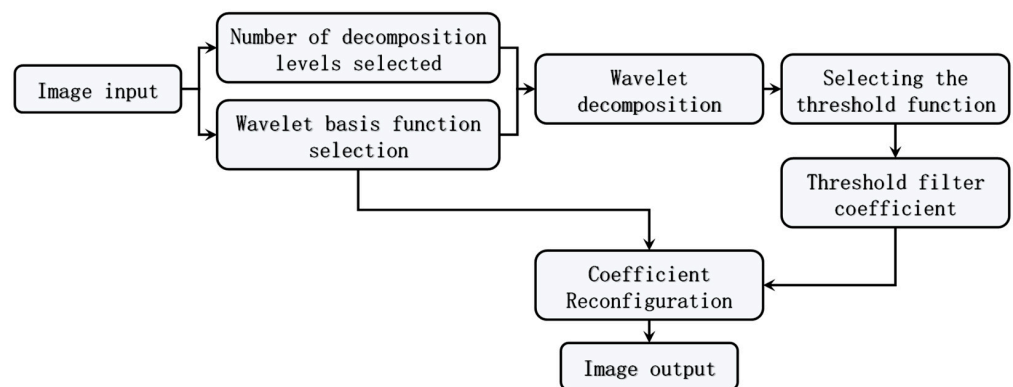 Image input
Number of decomposition
levels selected
Wavelet basis function
selection
Wavelet
decomposition
Selecting the
threshold function
Threshold filter
coefficient
Coefficient
Reconfiguration
Image output